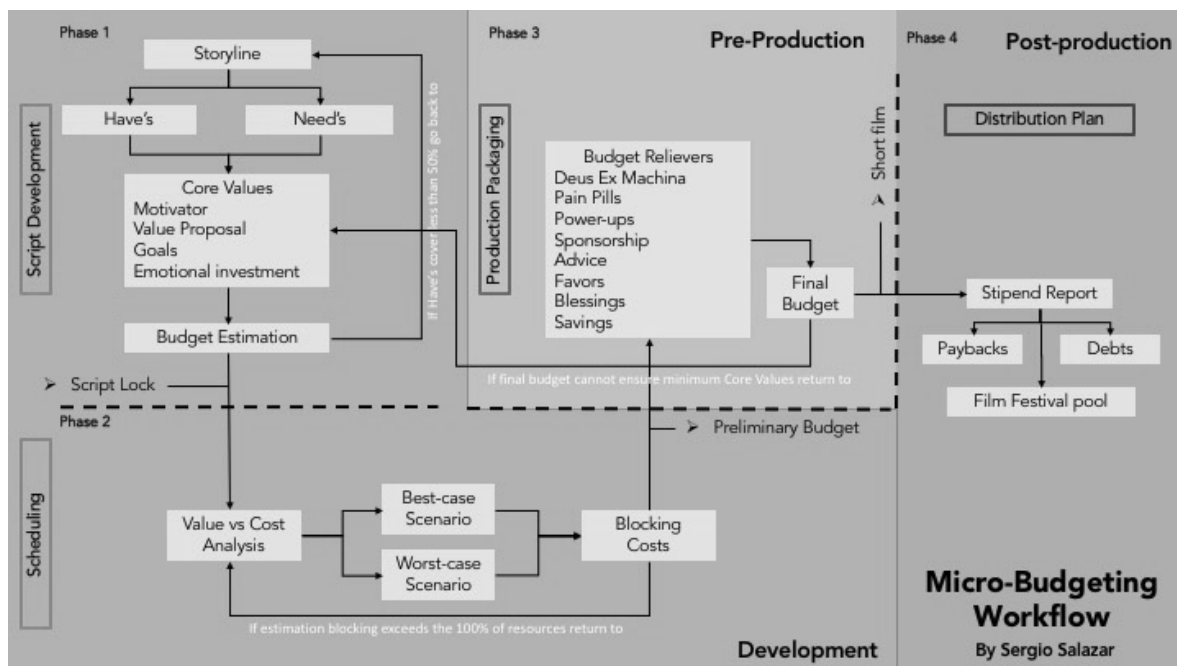 Phase 1
Storyline
Have's
Need's
Script Development
Core Values
Motivator
Value Proposal
Goals
Emotional investment
If Have's cover less than 50% go back to
Budget Estimation
Script Lock
Phase 2
Scheduling
Value vs Cost
Analysis
Best-case
Scenario
Worst-case
Scenario
Blocking
Costs
If estimation blocking exceeds the 100% of resources return to
Development
Phase 3
Pre-Production
Production Packaging
Budget Relievers
Deus Ex Machina
Pain Pills
Power-ups
Sponsorship
Advice
Favors
Blessings
Savings
Final
Budget
Short film
If final budget cannot ensure minimum Core Values return to
Preliminary Budget
Phase 4
Post-production
Distribution Plan
Stipend Report
Paybacks
Debts
Film Festival pool
Micro-Budgeting
Workflow
By Sergio Salazar